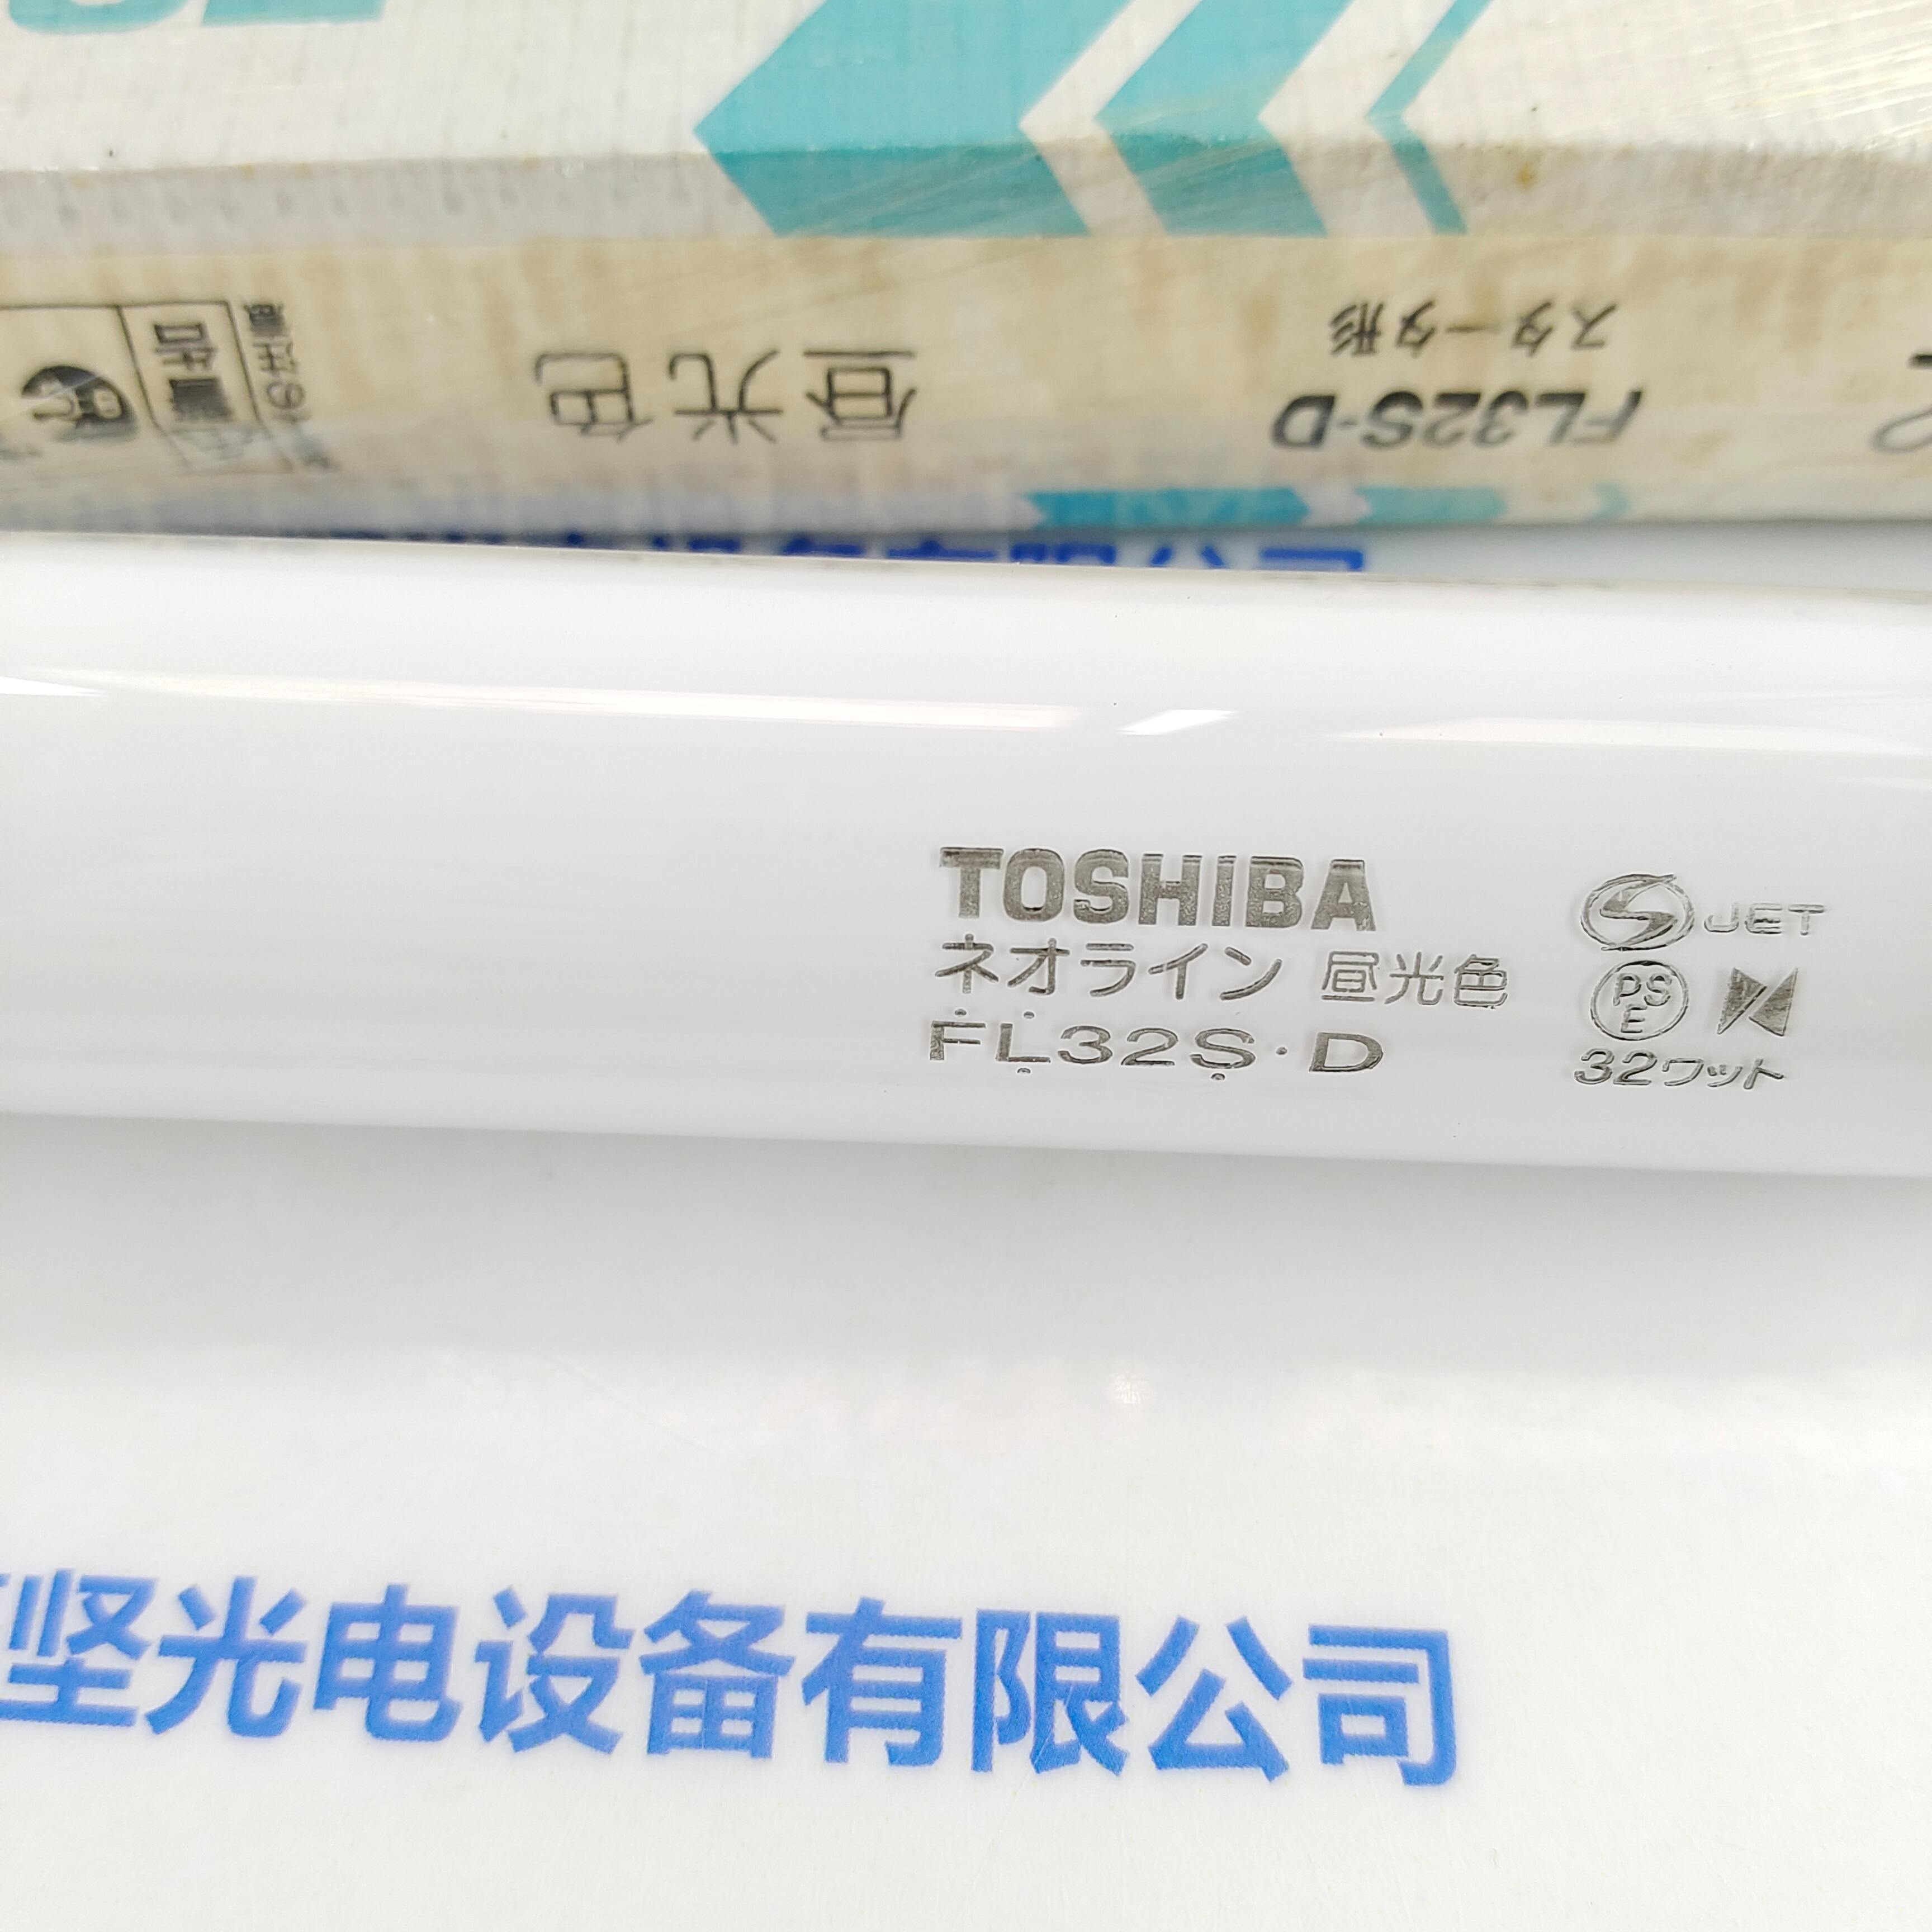 スタータ形
FL32S·D
昼光色
TOSHIBA
ネオライン 昼光色
FL32S·D
JET
PS
E
32ワット
坚光电设备有限公司